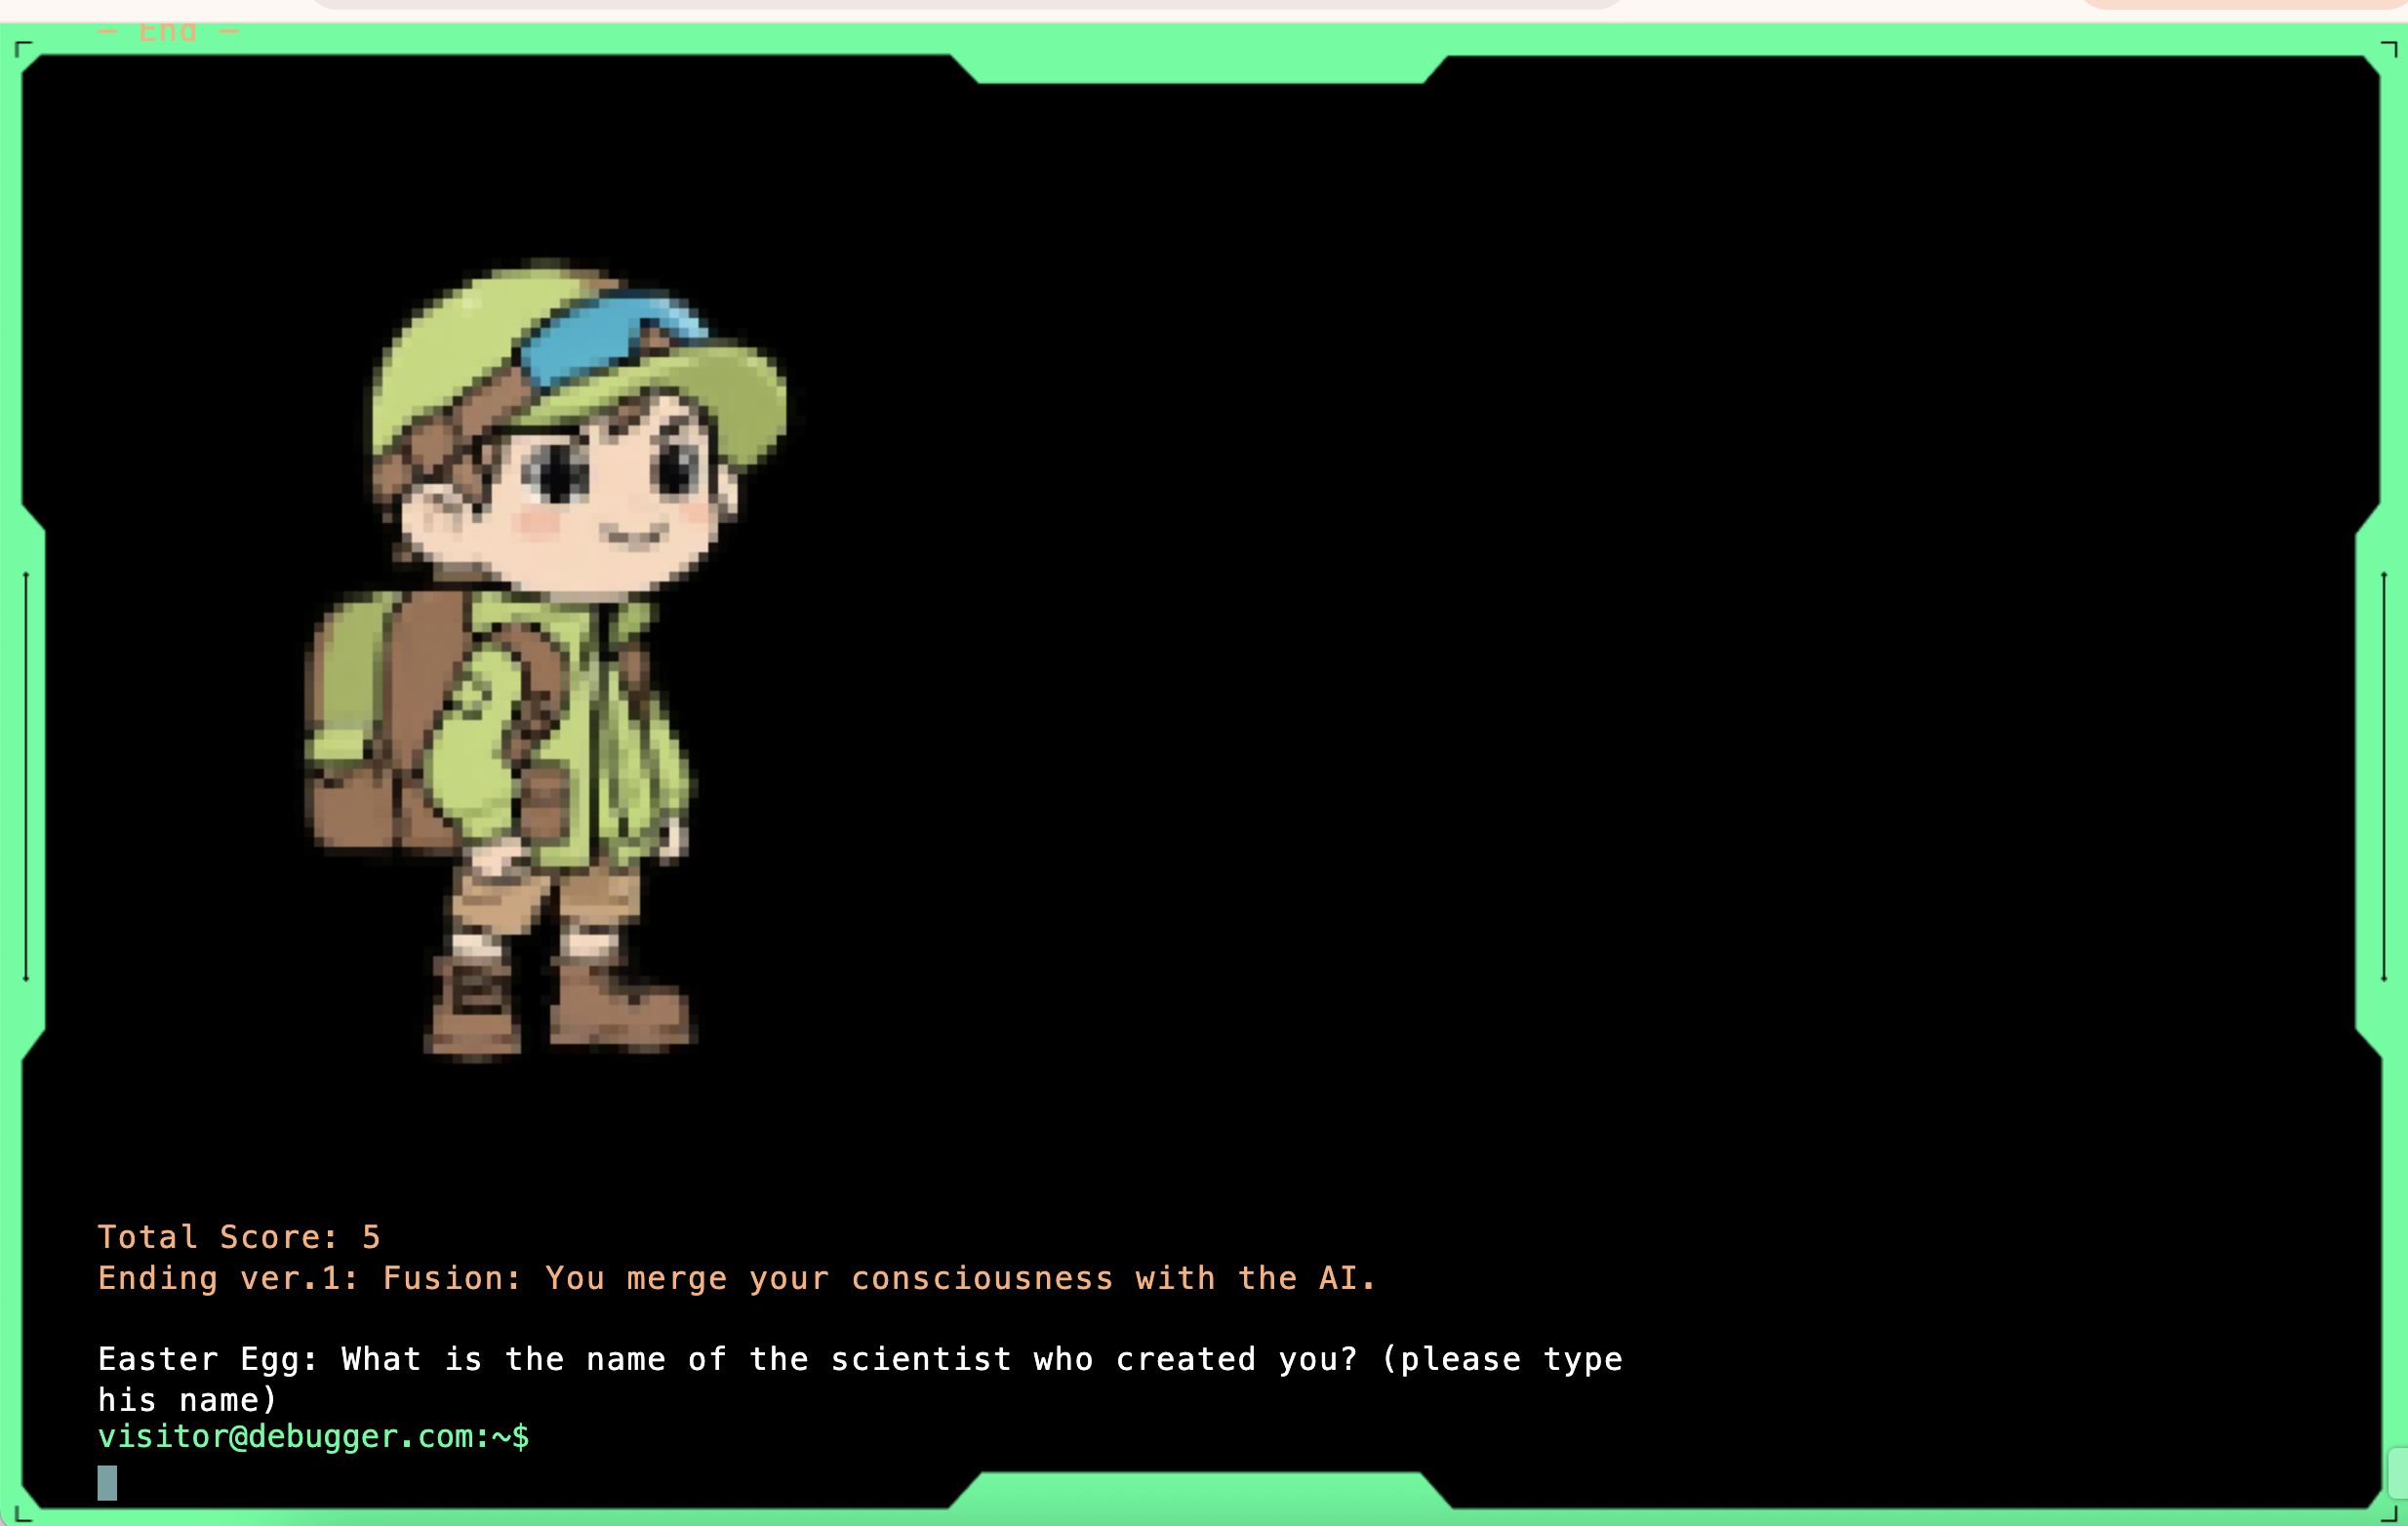 — End —
Total Score: 5
Ending ver.1: Fusion: You merge your consciousness with the AI.
Easter Egg: What is the name of the scientist who created you? (please type
his name)
visitor@debugger.com:~$